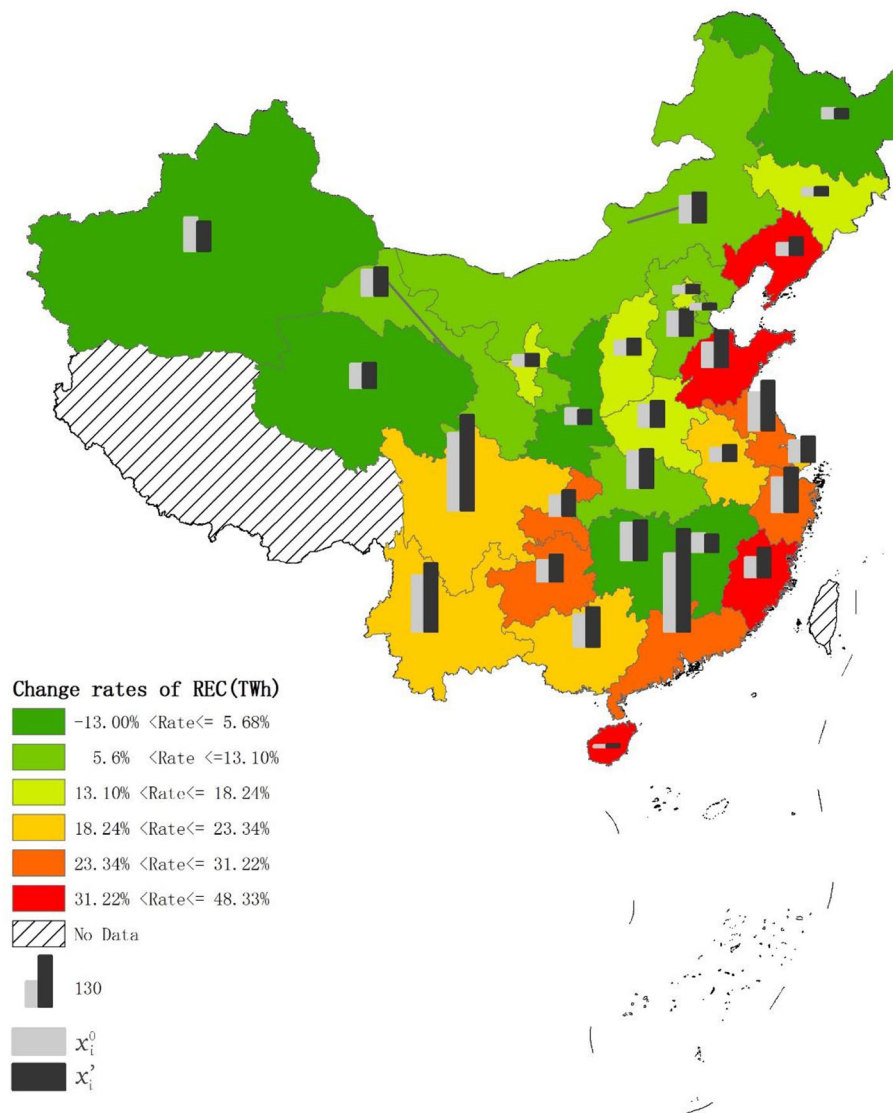 Change rates of REC(TWh)
-13.00% <Rate<= 5.68%
5.6% <Rate <=13.10%
13.10% <Rate<= 18.24%
18.24% <Rate<= 23.34%
23.34% <Rate<= 31.22%
31.22% <Rate<= 48.33%
No Data
130
x_i^0
x_i^,